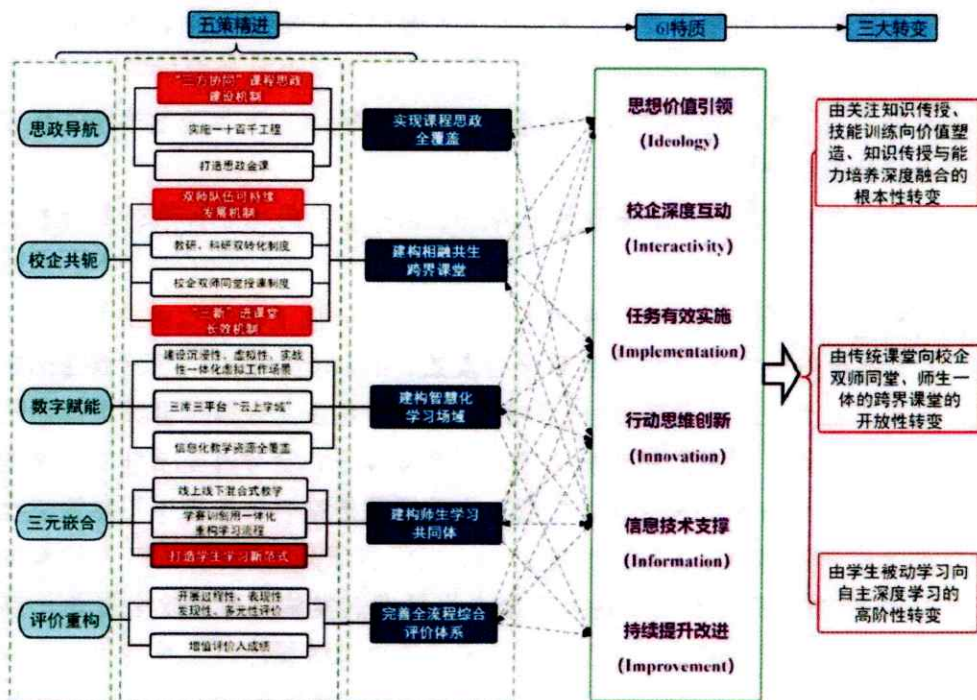 五策精进
6I特质
三大转变
思政导航
"三方协同"课程思政
建设机制
实施一十百千工程
打造思政金课
实现课程思政
全覆盖
校企共轭
双师队伍可持续
发展机制
教研、科研双转化制度
校企双师同堂授课制度
"三新"进课堂
长效机制
建构相融共生
跨界课堂
数字赋能
建设沉浸性、虚拟性、实战
性一体化虚拟工作场景
三库三平台"云上学城"
信息化教学资源全覆盖
建构智慧化
学习场域
三元嵌合
线上线下混合式教学
学赛训创用一体化
重构学习流程
打造学生学习新范式
建构师生学习
共同体
评价重构
开展过程性、表现性
发现性、多元性评价
增值评价入成绩
完善全流程综合
评价体系
思想价值引领
(Ideology)
校企深度互动
(Interactivity)
任务有效实施
(Implementation)
行动思维创新
(Innovation)
信息技术支撑
(Information)
持续提升改进
(Improvement)
由关注知识传授、
技能训练向价值塑
造、知识传授与能
力培养深度融合的
根本性转变
由传统课堂向校企
双师同堂、师生一
体的跨界课堂的
开放性转变
由学生被动学习向
自主深度学习的
高阶性转变